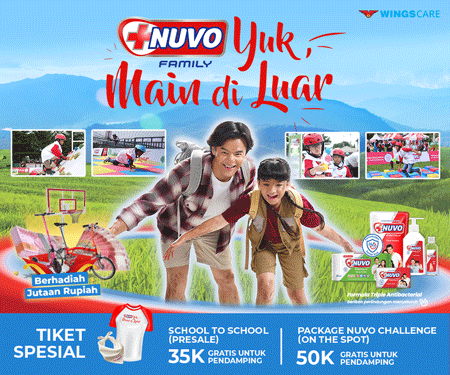 WINGSCARE
NUVO
FAMILY
Yuk,
Main di Luar
Berhadiah
Jutaan Rupiah
NUVO
NUVO
Formula Triple Antibacterial
TIKET
SPESIAL
SCHOOL TO SCHOOL
(PRESALE)
35K GRATIS UNTUK
PENDAMPING
PACKAGE NUVO CHALLENGE
(ON THE SPOT)
50K GRATIS UNTUK
PENDAMPING